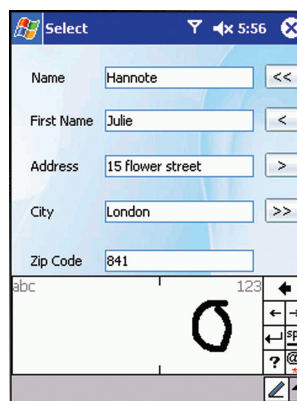 Select 5:56
Name Hannote <<
First Name Julie <
Address 15 flower street >
City London >>
Zip Code 841
abc 123
0
sp
? @